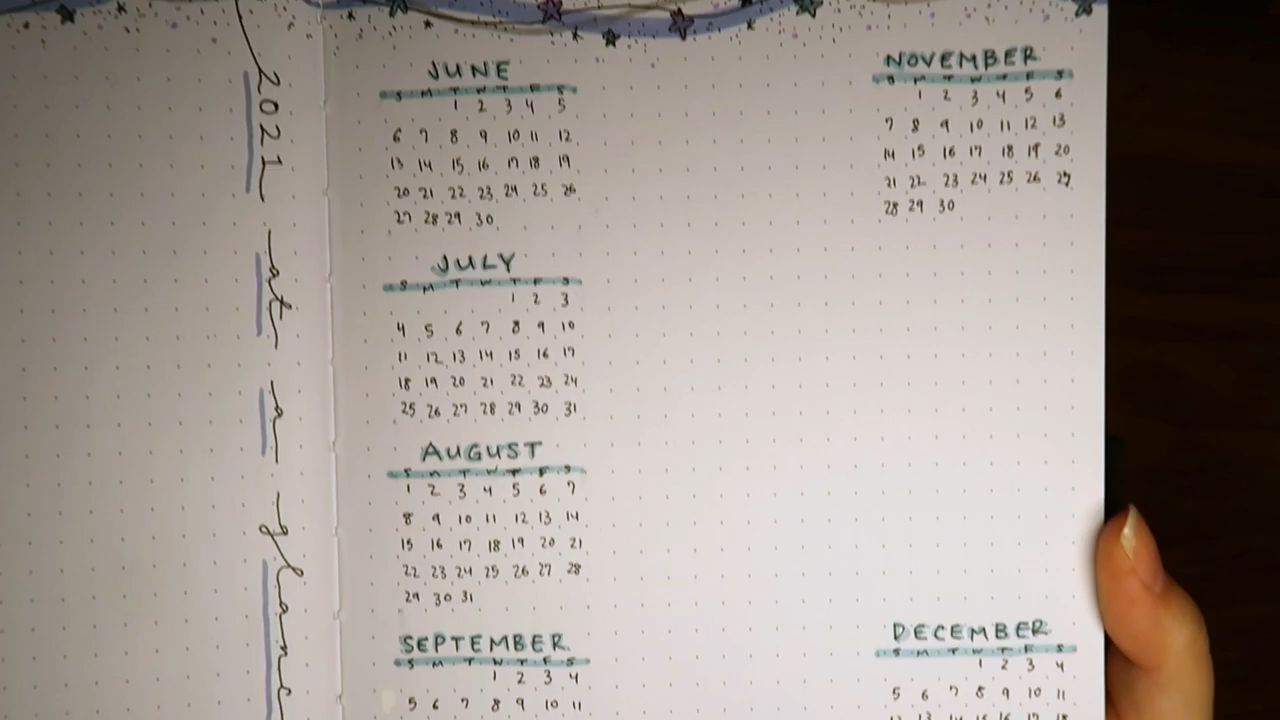 2021 at a glanc
JUNE
S M T W T F S
1 2 3 4 5
6 7 8 9 10 11 12
13 14 15 16 17 18 19
20 21 22 23 24 25 26
27 28 29 30
JULY
S M T W T F S
1 2 3
4 5 6 7 8 9 10
11 12 13 14 15 16 17
18 19 20 21 22 23 24
25 26 27 28 29 30 31
AUGUST
S M T W T F S
1 2 3 4 5 6 7
8 9 10 11 12 13 14
15 16 17 18 19 20 21
22 23 24 25 26 27 28
29 30 31
SEPTEMBER
S M T W T F S
1 2 3 4
5 6 7 8 9 10 11
NOVEMBER
S M T W T F S
1 2 3 4 5 6
7 8 9 10 11 12 13
14 15 16 17 18 19 20
21 22 23 24 25 26 27
28 29 30
DECEMBER
S M T W T F S
1 2 3 4
5 6 7 8 9 10 11